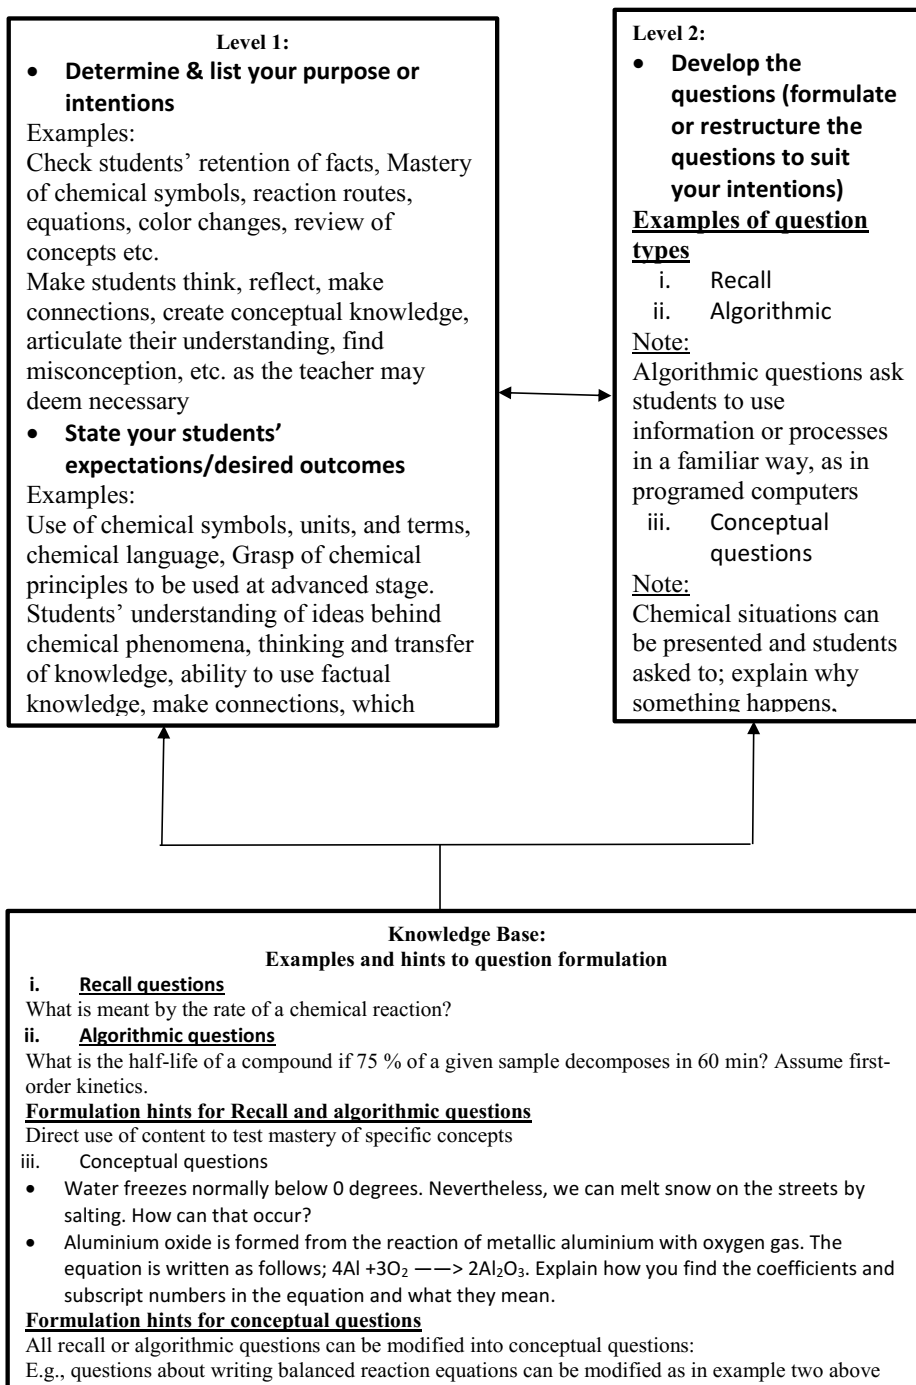 Level 1:
• Determine & list your purpose or
intentions
Examples:
Check students’ retention of facts, Mastery
of chemical symbols, reaction routes,
equations, color changes, review of
concepts etc.
Make students think, reflect, make
connections, create conceptual knowledge,
articulate their understanding, find
misconception, etc. as the teacher may
deem necessary
• State your students’
expectations/desired outcomes
Examples:
Use of chemical symbols, units, and terms,
chemical language, Grasp of chemical
principles to be used at advanced stage.
Students’ understanding of ideas behind
chemical phenomena, thinking and transfer
of knowledge, ability to use factual
knowledge, make connections, which
Level 2:
• Develop the
questions (formulate
or restructure the
questions to suit
your intentions)
Examples of question
types
i. Recall
ii. Algorithmic
Note:
Algorithmic questions ask
students to use
information or processes
in a familiar way, as in
programed computers
iii. Conceptual
questions
Note:
Chemical situations can
be presented and students
asked to; explain why
something happens,
Knowledge Base:
Examples and hints to question formulation
i. Recall questions
What is meant by the rate of a chemical reaction?
ii. Algorithmic questions
What is the half-life of a compound if 75 % of a given sample decomposes in 60 min? Assume first-
order kinetics.
Formulation hints for Recall and algorithmic questions
Direct use of content to test mastery of specific concepts
iii. Conceptual questions
• Water freezes normally below 0 degrees. Nevertheless, we can melt snow on the streets by
salting. How can that occur?
• Aluminium oxide is formed from the reaction of metallic aluminium with oxygen gas. The
equation is written as follows; 4Al +3O₂ ——> 2Al₂O₃. Explain how you find the coefficients and
subscript numbers in the equation and what they mean.
Formulation hints for conceptual questions
All recall or algorithmic questions can be modified into conceptual questions:
E.g., questions about writing balanced reaction equations can be modified as in example two above